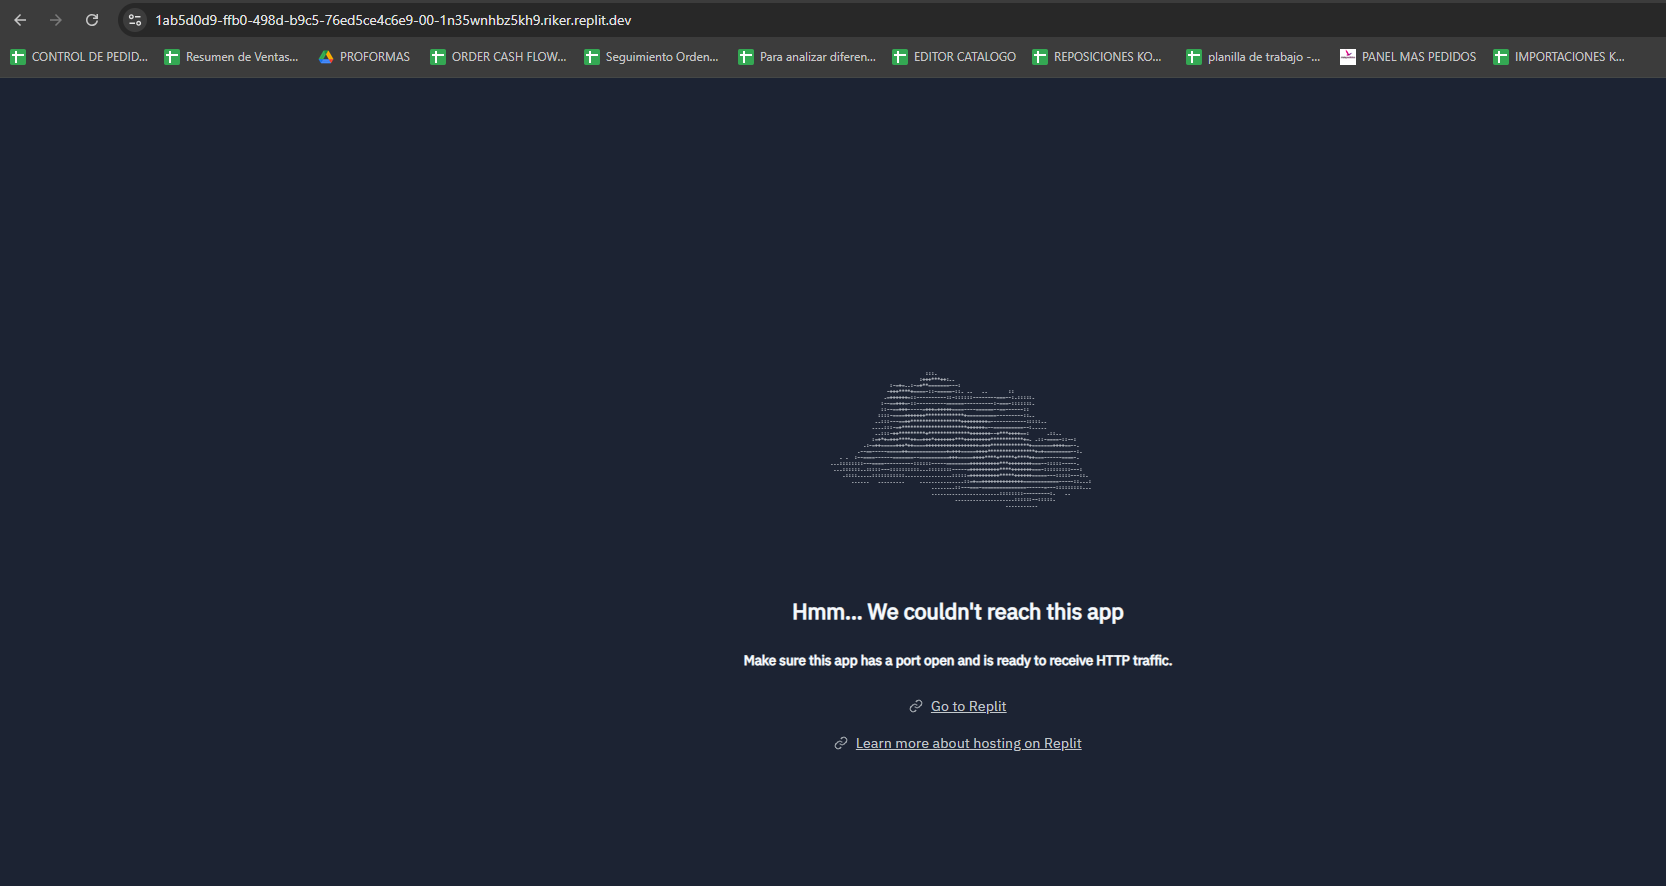 1ab5d0d9-ffb0-498d-b9c5-76ed5ce4c6e9-00-1n35wnhbz5kh9.riker.replit.dev
CONTROL DE PEDID... Resumen de Ventas... PROFORMAS ORDER CASH FLOW... Seguimiento Orden... Para analizar diferen... EDITOR CATALOGO REPOSICIONES KO... planilla de trabajo -... PANEL MAS PEDIDOS IMPORTACIONES K...
Hmm... We couldn't reach this app
Make sure this app has a port open and is ready to receive HTTP traffic.
Go to Replit
Learn more about hosting on Replit